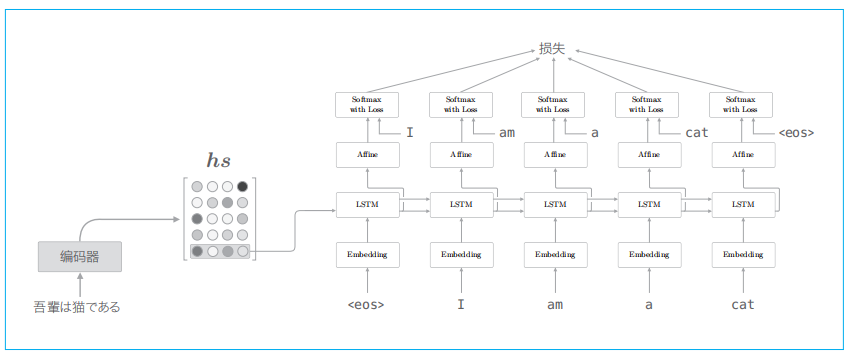 损失
Softmax
with Loss
Softmax
with Loss
Softmax
with Loss
Softmax
with Loss
Softmax
with Loss
I
am
a
cat
<eos>
Affine
Affine
Affine
Affine
Affine
hs
LSTM
LSTM
LSTM
LSTM
LSTM
编码器
Embedding
Embedding
Embedding
Embedding
Embedding
吾輩は猫である
<eos>
I
am
a
cat